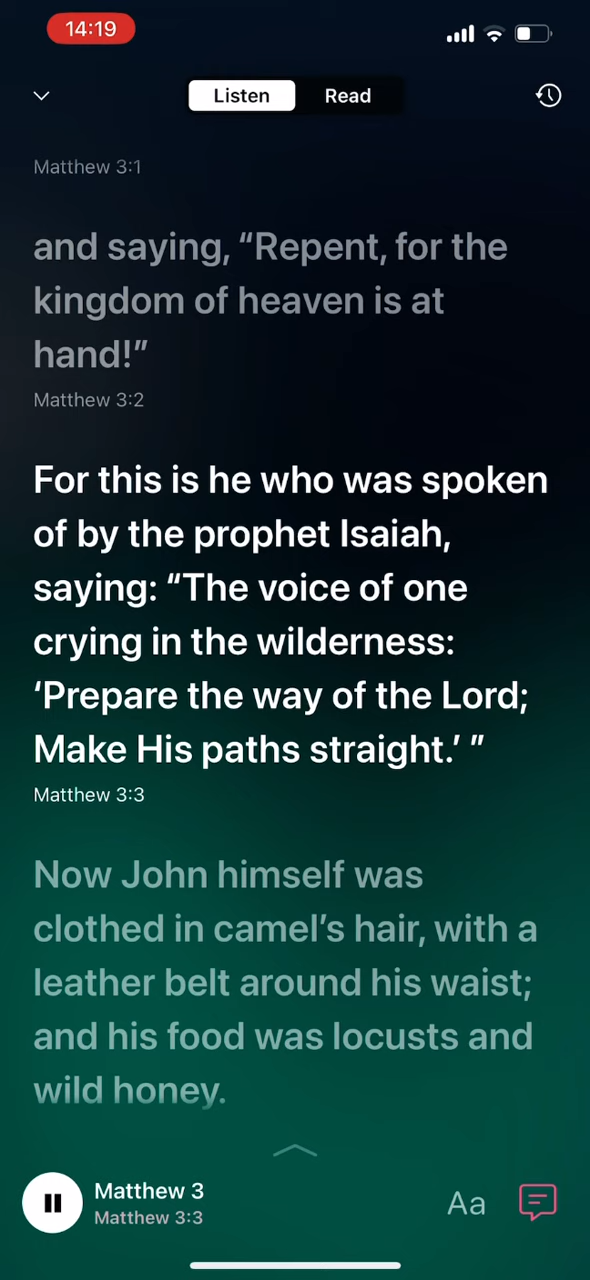 14:19
Listen
Read
Matthew 3:1
and saying, “Repent, for the
kingdom of heaven is at
hand!”
Matthew 3:2
For this is he who was spoken
of by the prophet Isaiah,
saying: “The voice of one
crying in the wilderness:
‘Prepare the way of the Lord;
Make His paths straight.’ ”
Matthew 3:3
Now John himself was
clothed in camel’s hair, with a
leather belt around his waist;
and his food was locusts and
wild honey.
Matthew 3
Matthew 3:3
Aa